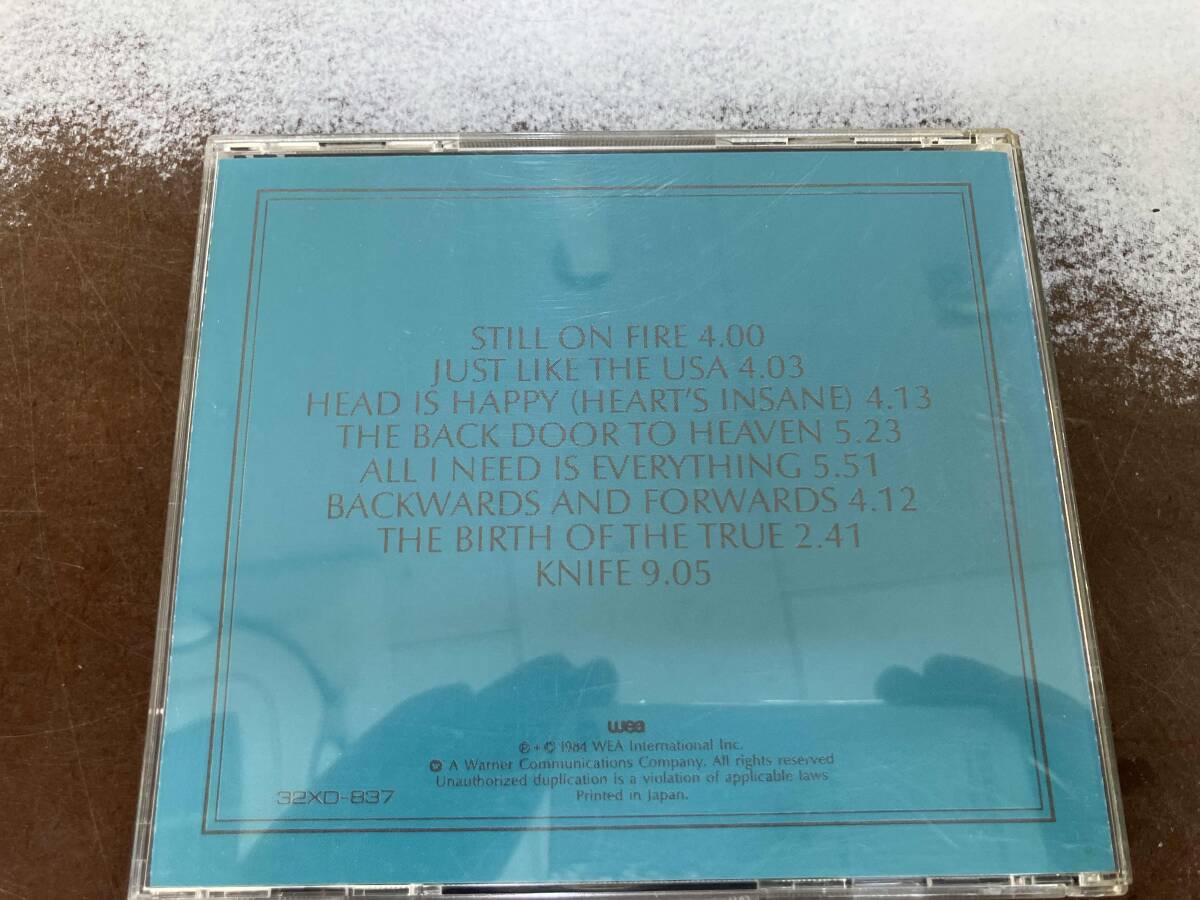 STILL ON FIRE 4.00
JUST LIKE THE USA 4.03
HEAD IS HAPPY (HEART'S INSANE) 4.13
THE BACK DOOR TO HEAVEN 5.23
ALL I NEED IS EVERYTHING 5.51
BACKWARDS AND FORWARDS 4.12
THE BIRTH OF THE TRUE 2.41
KNIFE 9.05
wea
℗ + © 1984 WEA International Inc.
A Warner Communications Company. All rights reserved
Unauthorized duplication is a violation of applicable laws
Printed in Japan.
32XD-837